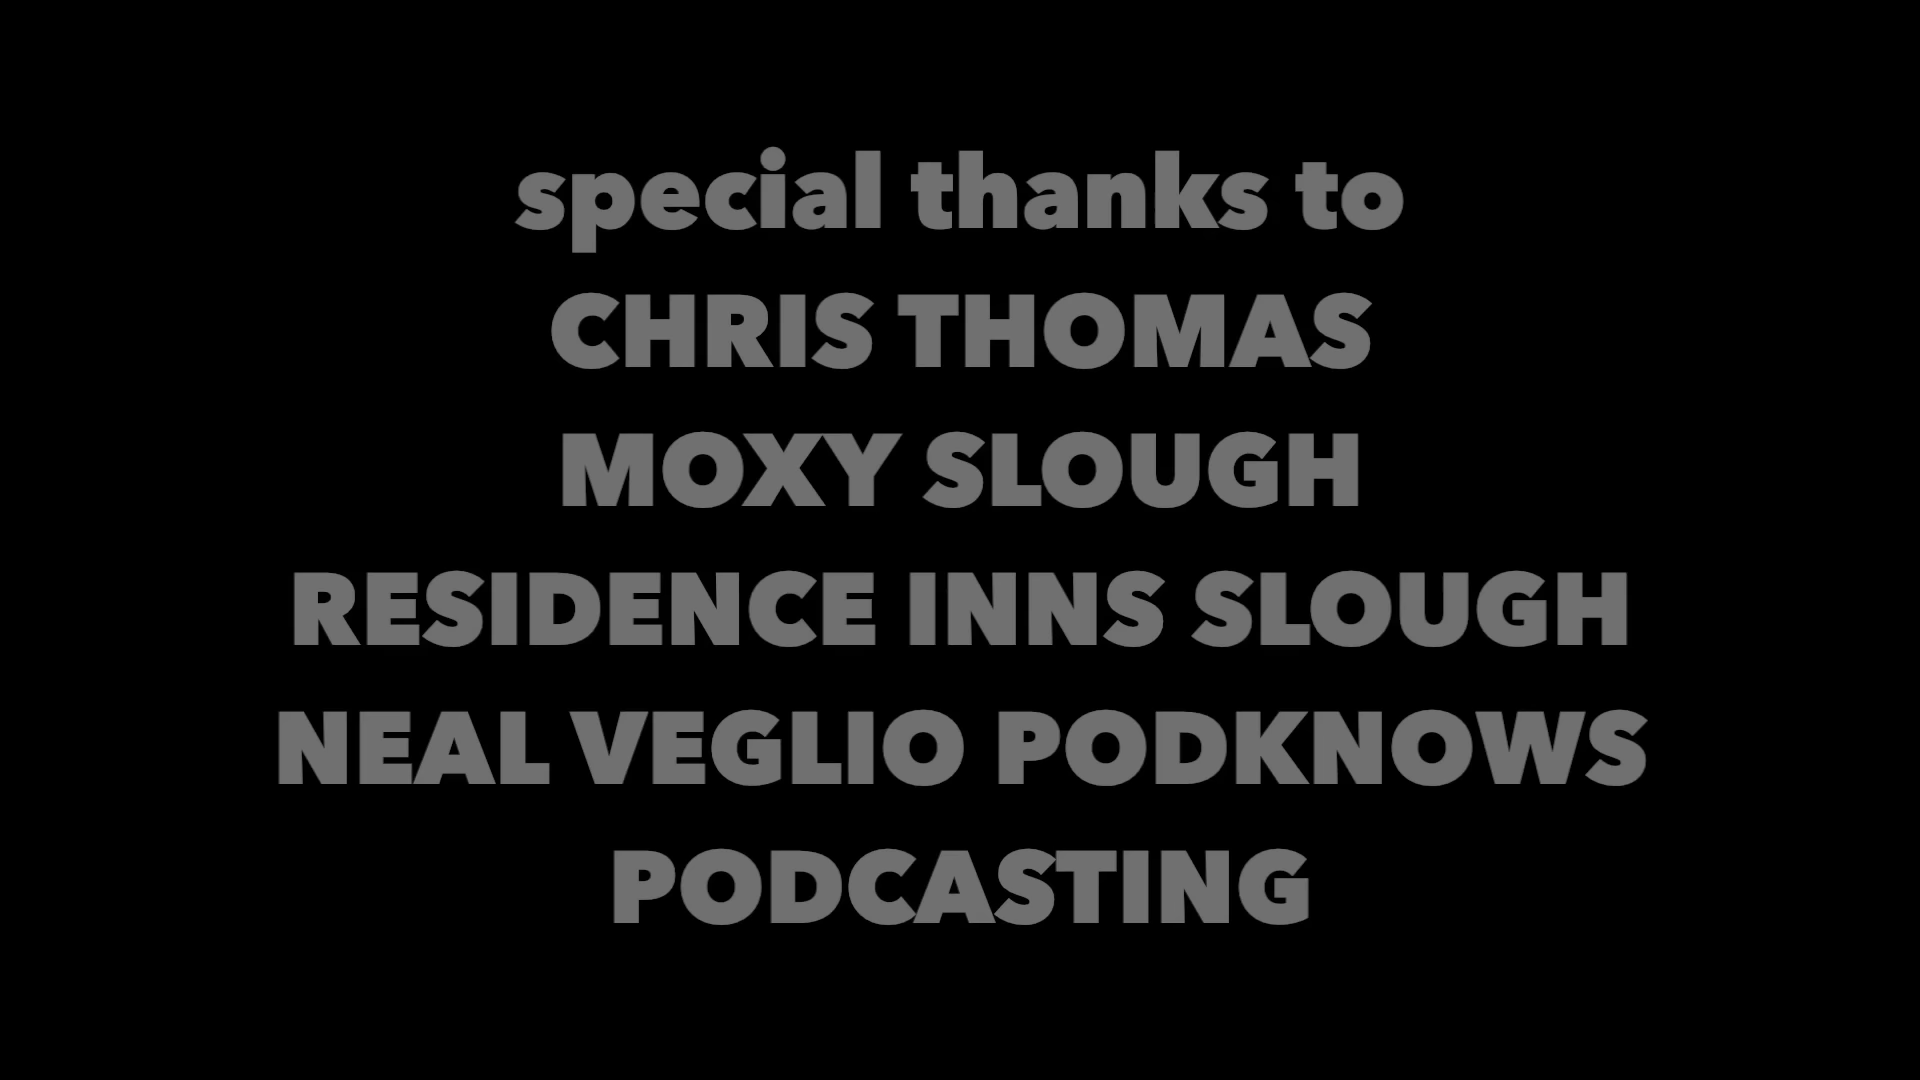 special thanks to
CHRIS THOMAS
MOXY SLOUGH
RESIDENCE INNS SLOUGH
NEAL VEGLIO PODKNOWS
PODCASTING